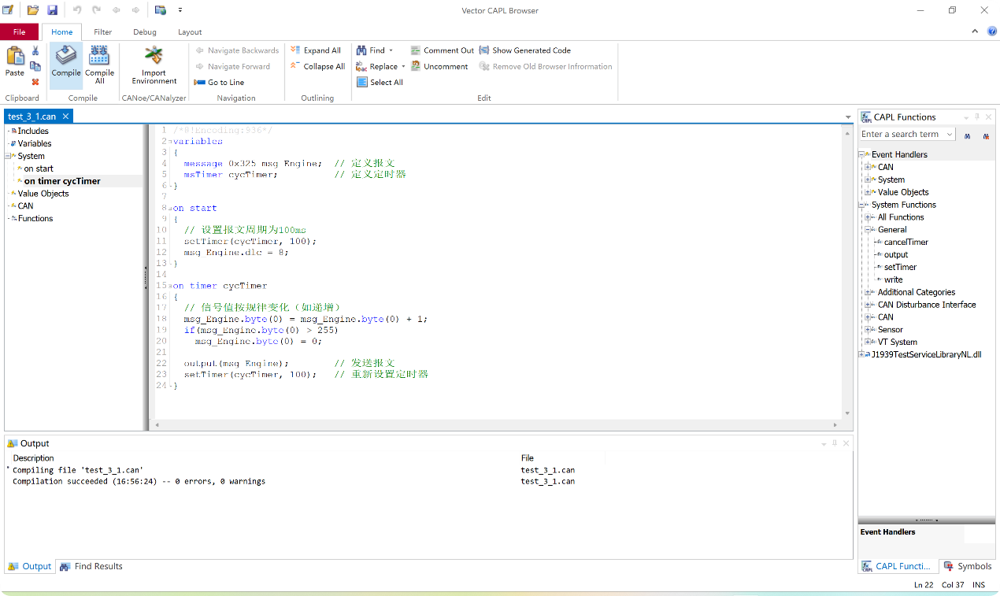 Vector CAPL Browser
File Home Filter Debug Layout
Paste
Compile
Compile All
Import Environment
Navigate Backwards
Navigate Forward
Go to Line
Expand All
Collapse All
Find
Replace
Select All
Comment Out
Uncomment
Show Generated Code
Remove Old Browser Information
Clipboard Compile CANoe/CANalyzer Navigation Outlining Edit
test_3_1.can
Includes
Variables
System
on start
on timer cycTimer
Value Objects
CAN
Functions
1 /*@!Encoding:936*/
2 variables
3 {
4 message 0x325 msg_Engine; // 定义报文
5 msTimer cycTimer; // 定义定时器
6 }
7
8 on start
9 {
10 // 设置报文周期为100ms
11 setTimer(cycTimer, 100);
12 msg_Engine.dlc = 8;
13 }
14
15 on timer cycTimer
16 {
17 // 信号值按规律变化（如递增）
18 msg_Engine.byte(0) = msg_Engine.byte(0) + 1;
19 if(msg_Engine.byte(0) > 255)
20 msg_Engine.byte(0) = 0;
21
22 output(msg_Engine); // 发送报文
23 setTimer(cycTimer, 100); // 重新设置定时器
24 }
CAPL Functions
Enter a search term
Event Handlers
CAN
System
Value Objects
System Functions
All Functions
General
cancelTimer
output
setTimer
write
Additional Categories
CAN Disturbance Interface
CAN
Sensor
VT System
J1939TestServiceLibraryNL.dll
Event Handlers
CAPL Functi... Symbols
Output
Description File
Compiling file 'test_3_1.can' test_3_1.can
Compilation succeeded (16:56:24) -- 0 errors, 0 warnings test_3_1.can
Output Find Results
Ln 22 Col 37 INS